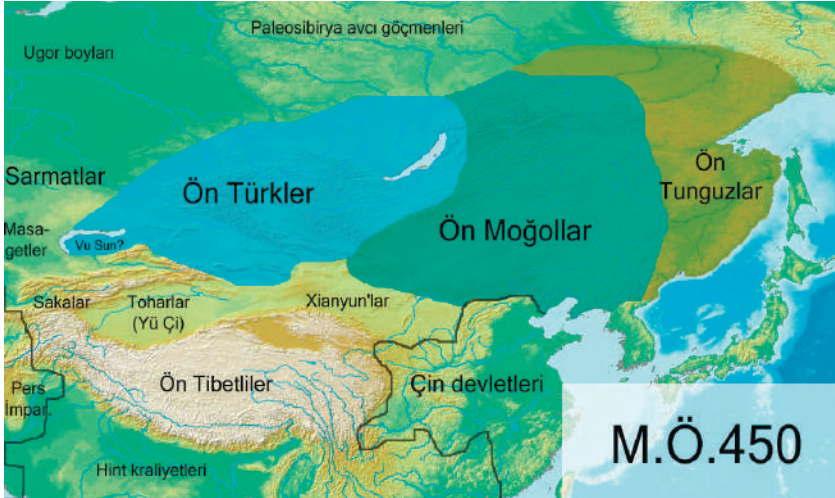 Paleosibirya avcı göçmenleri
Ugor boyları
Sarmatlar
Ön Türkler
Ön
Tunguzlar
Masa-
getler
Vu Sun?
Ön Moğollar
Sakalar
Toharlar
(Yü Çi)
Xianyun'lar
Pers
İmpar.
Ön Tibetliler
Çin devletleri
Hint kraliyetleri
M.Ö.450